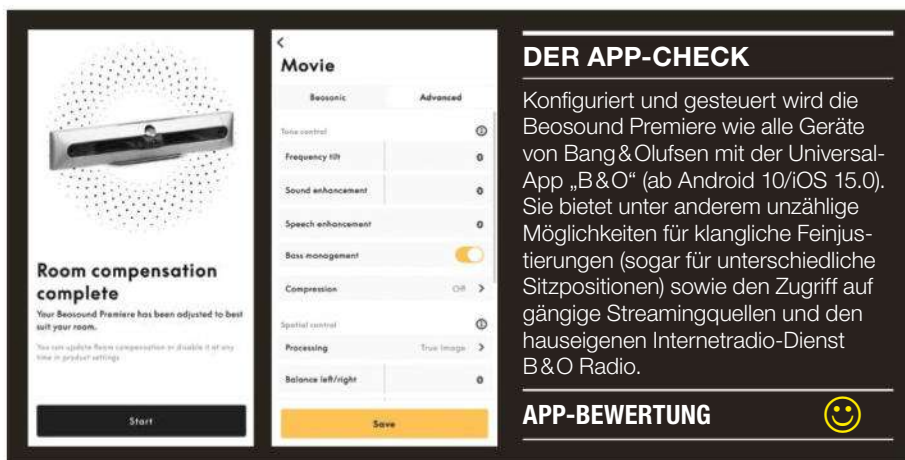 Room compensation
complete
Your Beosound Premiere has been adjusted to best
suit your room.
You can update Room compensation or disable it at any
time in product settings
Start
Movie
Beosonic Advanced
Tone control
Frequency tilt 0
Sound enhancement 0
Speech enhancement 0
Bass management
Compression Off >
Spatial control
Processing True Image >
Balance left/right 0
Save
DER APP-CHECK
Konfiguriert und gesteuert wird die
Beosound Premiere wie alle Geräte
von Bang & Olufsen mit der Universal-
App „B & O“ (ab Android 10/iOS 15.0).
Sie bietet unter anderem unzählige
Möglichkeiten für klangliche Feinjus-
tierungen (sogar für unterschiedliche
Sitzpositionen) sowie den Zugriff auf
gängige Streamingquellen und den
hauseigenen Internetradio-Dienst
B & O Radio.
APP-BEWERTUNG